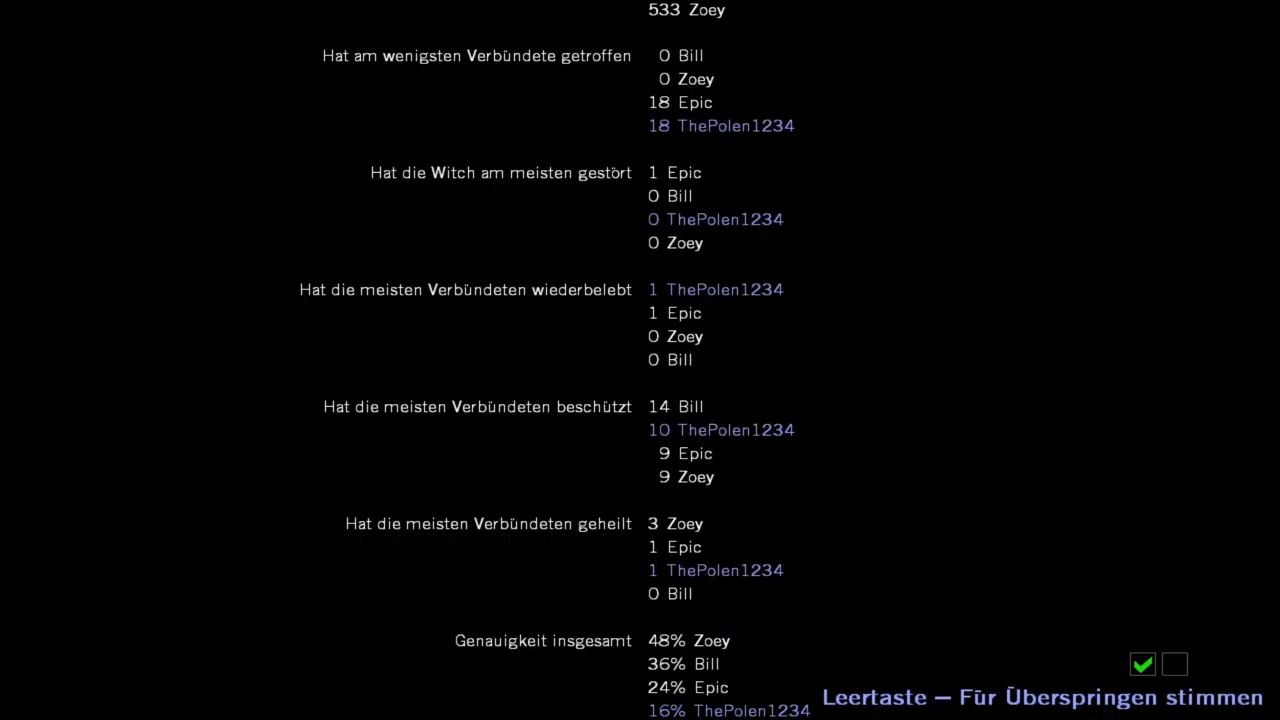 533 Zoey
Hat am wenigsten Verbündete getroffen 0 Bill
0 Zoey
18 Epic
18 ThePolen1234
Hat die Witch am meisten gestört 1 Epic
0 Bill
0 ThePolen1234
0 Zoey
Hat die meisten Verbündeten wiederbelebt 1 ThePolen1234
1 Epic
0 Zoey
0 Bill
Hat die meisten Verbündeten beschützt 14 Bill
10 ThePolen1234
9 Epic
9 Zoey
Hat die meisten Verbündeten geheilt 3 Zoey
1 Epic
1 ThePolen1234
0 Bill
Genauigkeit insgesamt 48% Zoey
36% Bill
24% Epic
16% ThePolen1234
Leertaste – Für Überspringen stimmen